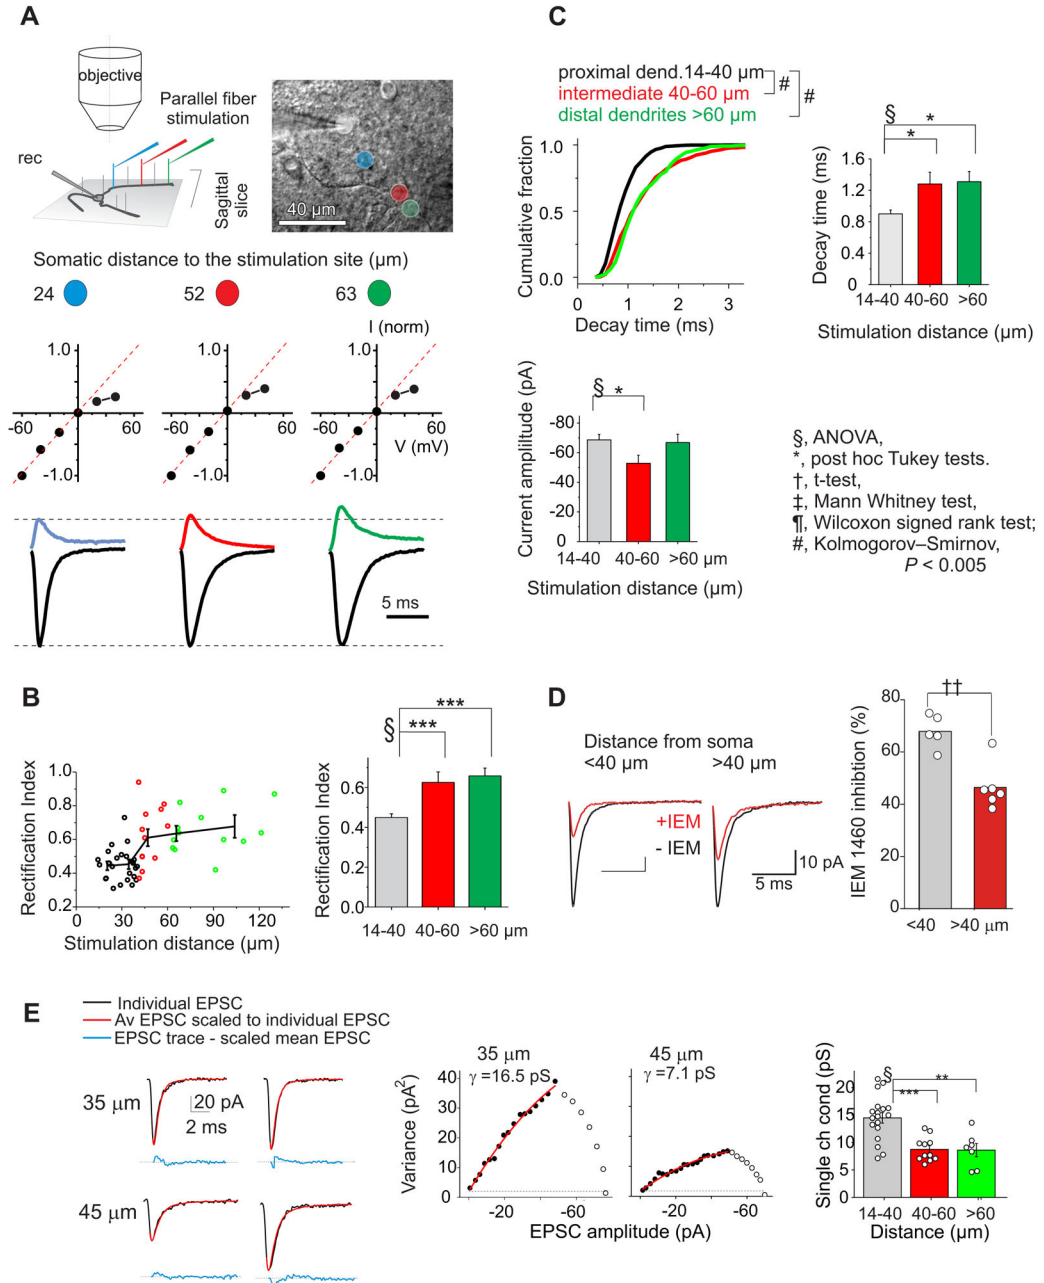 A
objective
Parallel fiber
stimulation
rec
Sagittal
slice
40 µm
Somatic distance to the stimulation site (µm)
24
52
63
I (norm)
1.0
1.0
1.0
-60
60
-60
60
-60
60
V (mV)
-1.0
-1.0
-1.0
5 ms
C
proximal dend.14-40 µm
intermediate 40-60 µm
distal dendrites >60 µm
#
#
Cumulative fraction
1.0
0.5
0.0
0
1
2
3
Decay time (ms)
§
*
*
Decay time (ms)
1.6
1.2
0.8
0.4
0
14-40
40-60
>60
Stimulation distance (µm)
Current amplitude (pA)
§
*
-80
-60
-40
-20
0
14-40
40-60
>60 µm
Stimulation distance (µm)
§, ANOVA,
*, post hoc Tukey tests.
†, t-test,
‡, Mann Whitney test,
¶, Wilcoxon signed rank test;
#, Kolmogorov–Smirnov,
P < 0.005
B
Rectification Index
1.0
0.8
0.6
0.4
0.2
0
30
60
90
120
Stimulation distance (µm)
Rectification Index
§
***
***
0.6
0.4
0.2
0.0
14-40
40-60
>60 µm
D
Distance from soma
<40 µm
>40 µm
+IEM
- IEM
10 pA
5 ms
IEM 1460 inhibtion (%)
††
80
60
40
20
0
<40
>40 µm
E
Individual EPSC
Av EPSC scaled to individual EPSC
EPSC trace - scaled mean EPSC
35 µm
20 pA
2 ms
45 µm
Variance (pA2)
35 µm
γ =16.5 pS
45 µm
γ =7.1 pS
40
30
20
10
0
-20
-60
-20
-60
EPSC amplitude (pA)
Single ch cond (pS)
§
***
**
20
15
10
5
0
14-40
40-60
>60
Distance (µm)